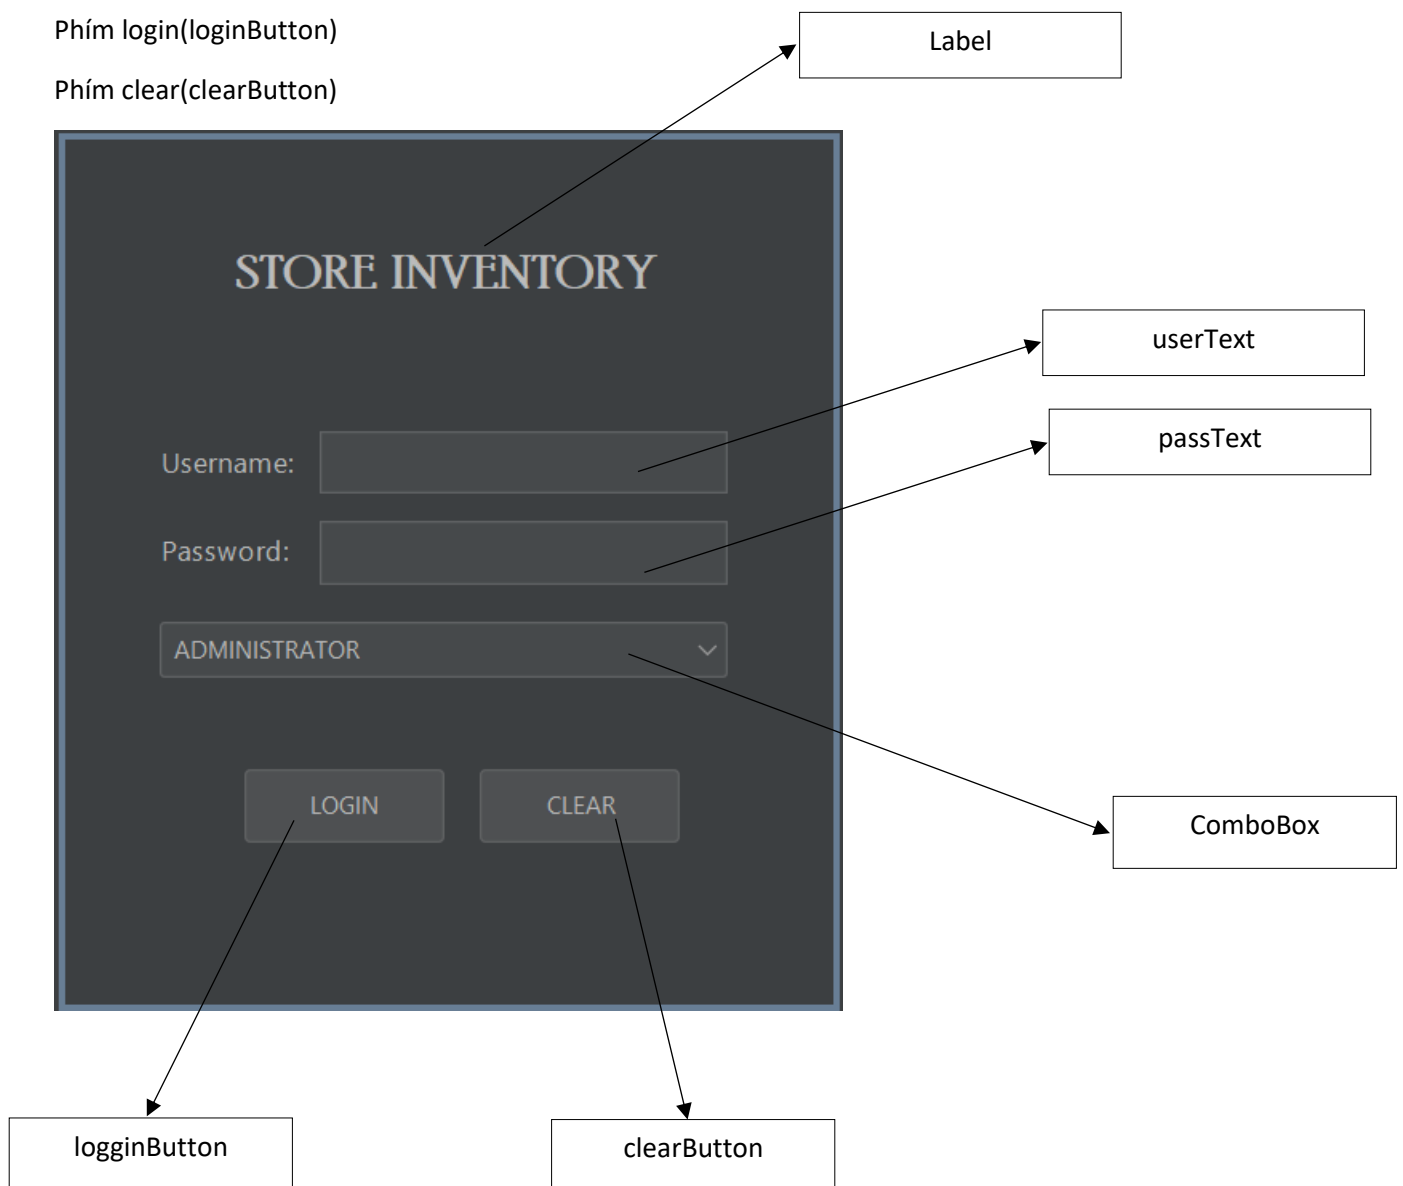 Phím login(loginButton)
Label
Phím clear(clearButton)
STORE INVENTORY
userText
passText
Username:
Password:
ADMINISTRATOR
ComboBox
LOGIN
CLEAR
logginButton
clearButton